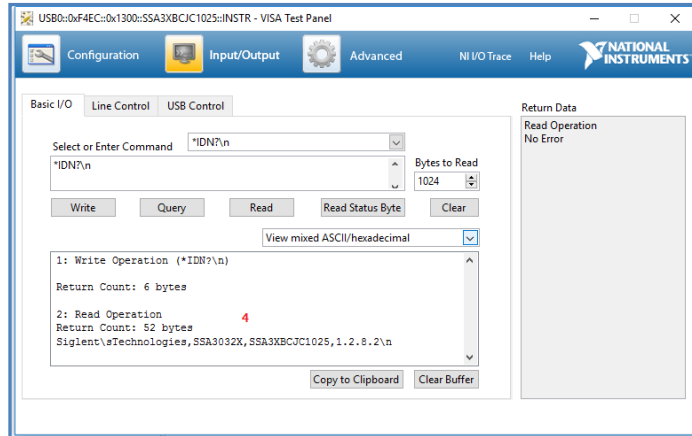 USB0::0xF4EC::0x1300::SSA3XBCJC1025::INSTR - VISA Test Panel
Configuration Input/Output Advanced NI I/O Trace Help NATIONAL INSTRUMENTS
Basic I/O Line Control USB Control
Return Data
Read Operation
No Error
Select or Enter Command *IDN?\n
*IDN?\n
Bytes to Read
1024
Write Query Read Read Status Byte Clear
View mixed ASCII/hexadecimal
1: Write Operation (*IDN?\n)
Return Count: 6 bytes
2: Read Operation 4
Return Count: 52 bytes
Siglent\sTechnologies,SSA3032X,SSA3XBCJC1025,1.2.8.2\n
Copy to Clipboard Clear Buffer